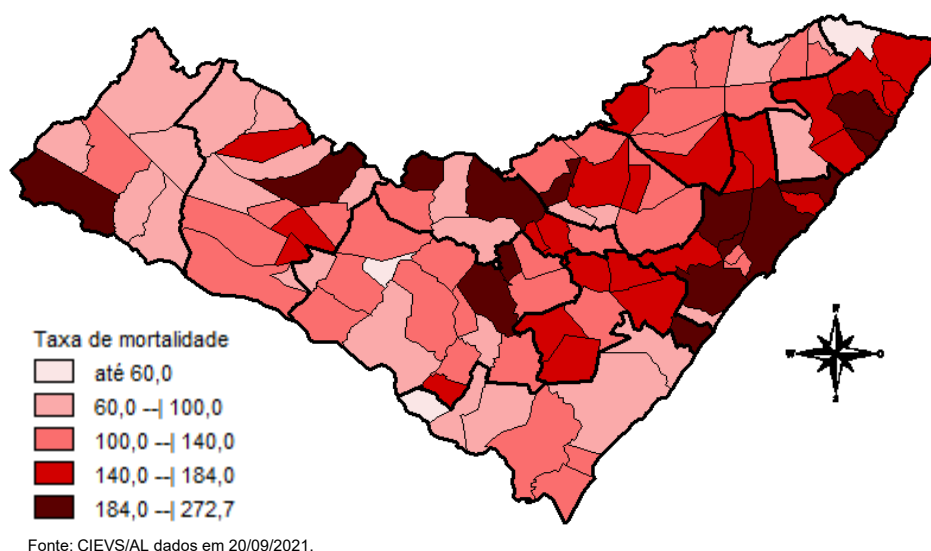 Taxa de mortalidade
até 60,0
60,0 --| 100,0
100,0 --| 140,0
140,0 --| 184,0
184,0 --| 272,7
W
O
Fonte: CIEVS/AL dados em 20/09/2021.